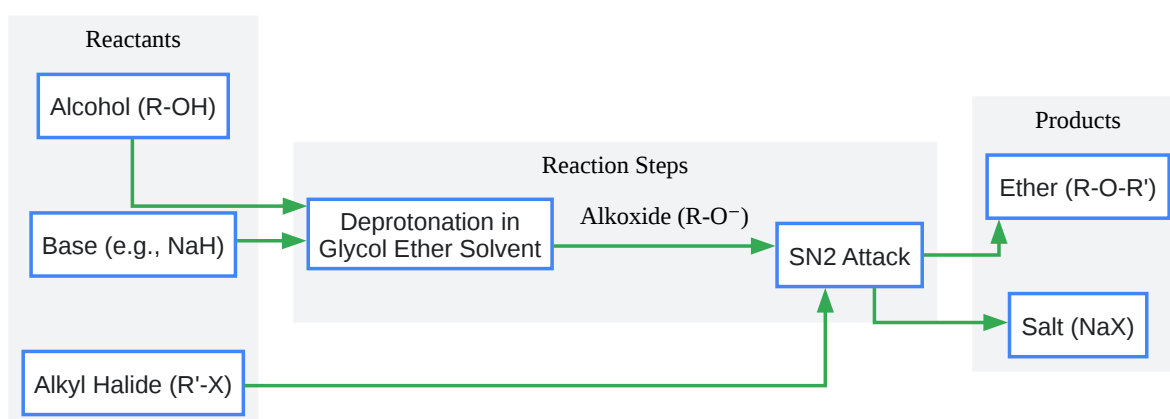 Reactants
Alcohol (R-OH)
Base (e.g., NaH)
Alkyl Halide (R'-X)
Reaction Steps
Deprotonation in
Glycol Ether Solvent
Alkoxide (R-O⁻)
SN2 Attack
Products
Ether (R-O-R')
Salt (NaX)